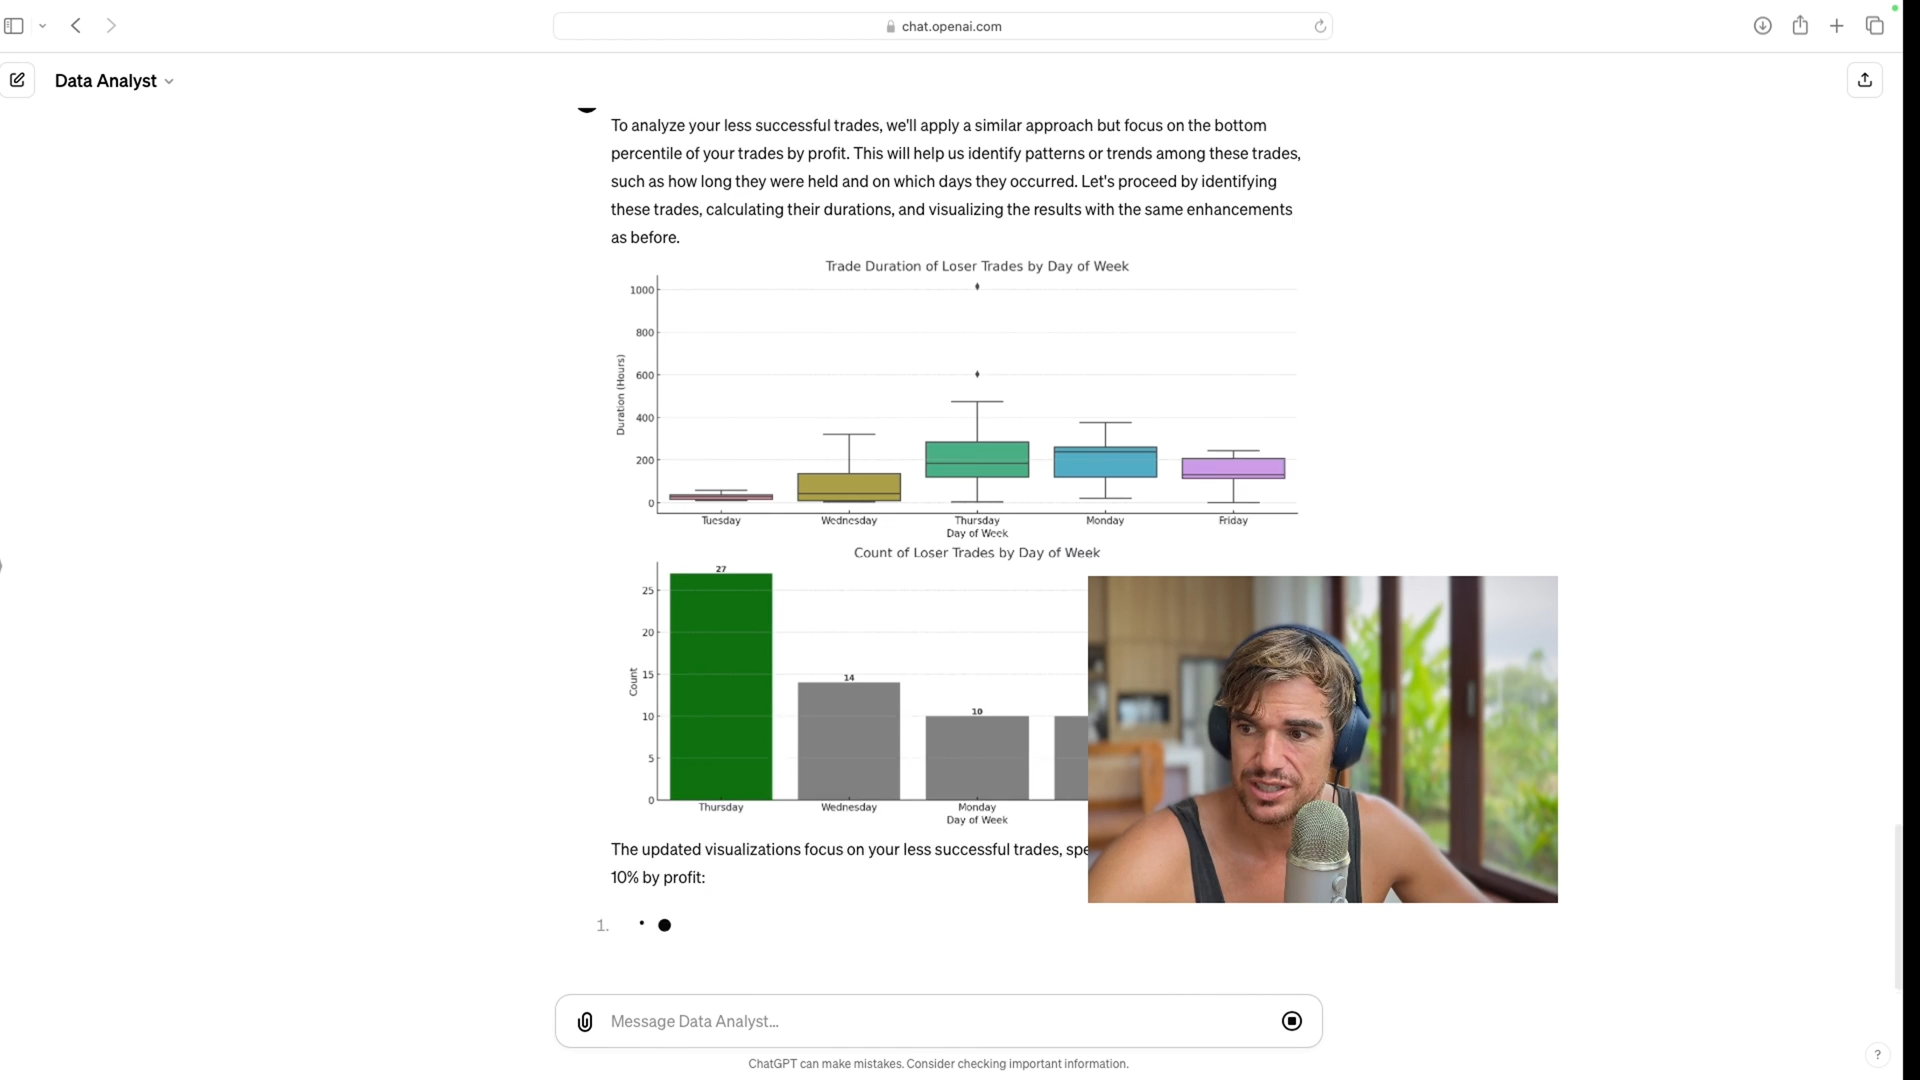 chat.openai.com
Data Analyst
To analyze your less successful trades, we'll apply a similar approach but focus on the bottom
percentile of your trades by profit. This will help us identify patterns or trends among these trades,
such as how long they were held and on which days they occurred. Let's proceed by identifying
these trades, calculating their durations, and visualizing the results with the same enhancements
as before.
Trade Duration of Loser Trades by Day of Week
1000
800
600
400
200
0
Duration (Hours)
Tuesday Wednesday Thursday Monday Friday
Day of Week
Count of Loser Trades by Day of Week
27
25
20
15
14
10
10
5
0
Count
Thursday Wednesday Monday
Day of Week
The updated visualizations focus on your less successful trades, spe
10% by profit:
1.
Message Data Analyst...
ChatGPT can make mistakes. Consider checking important information.
?